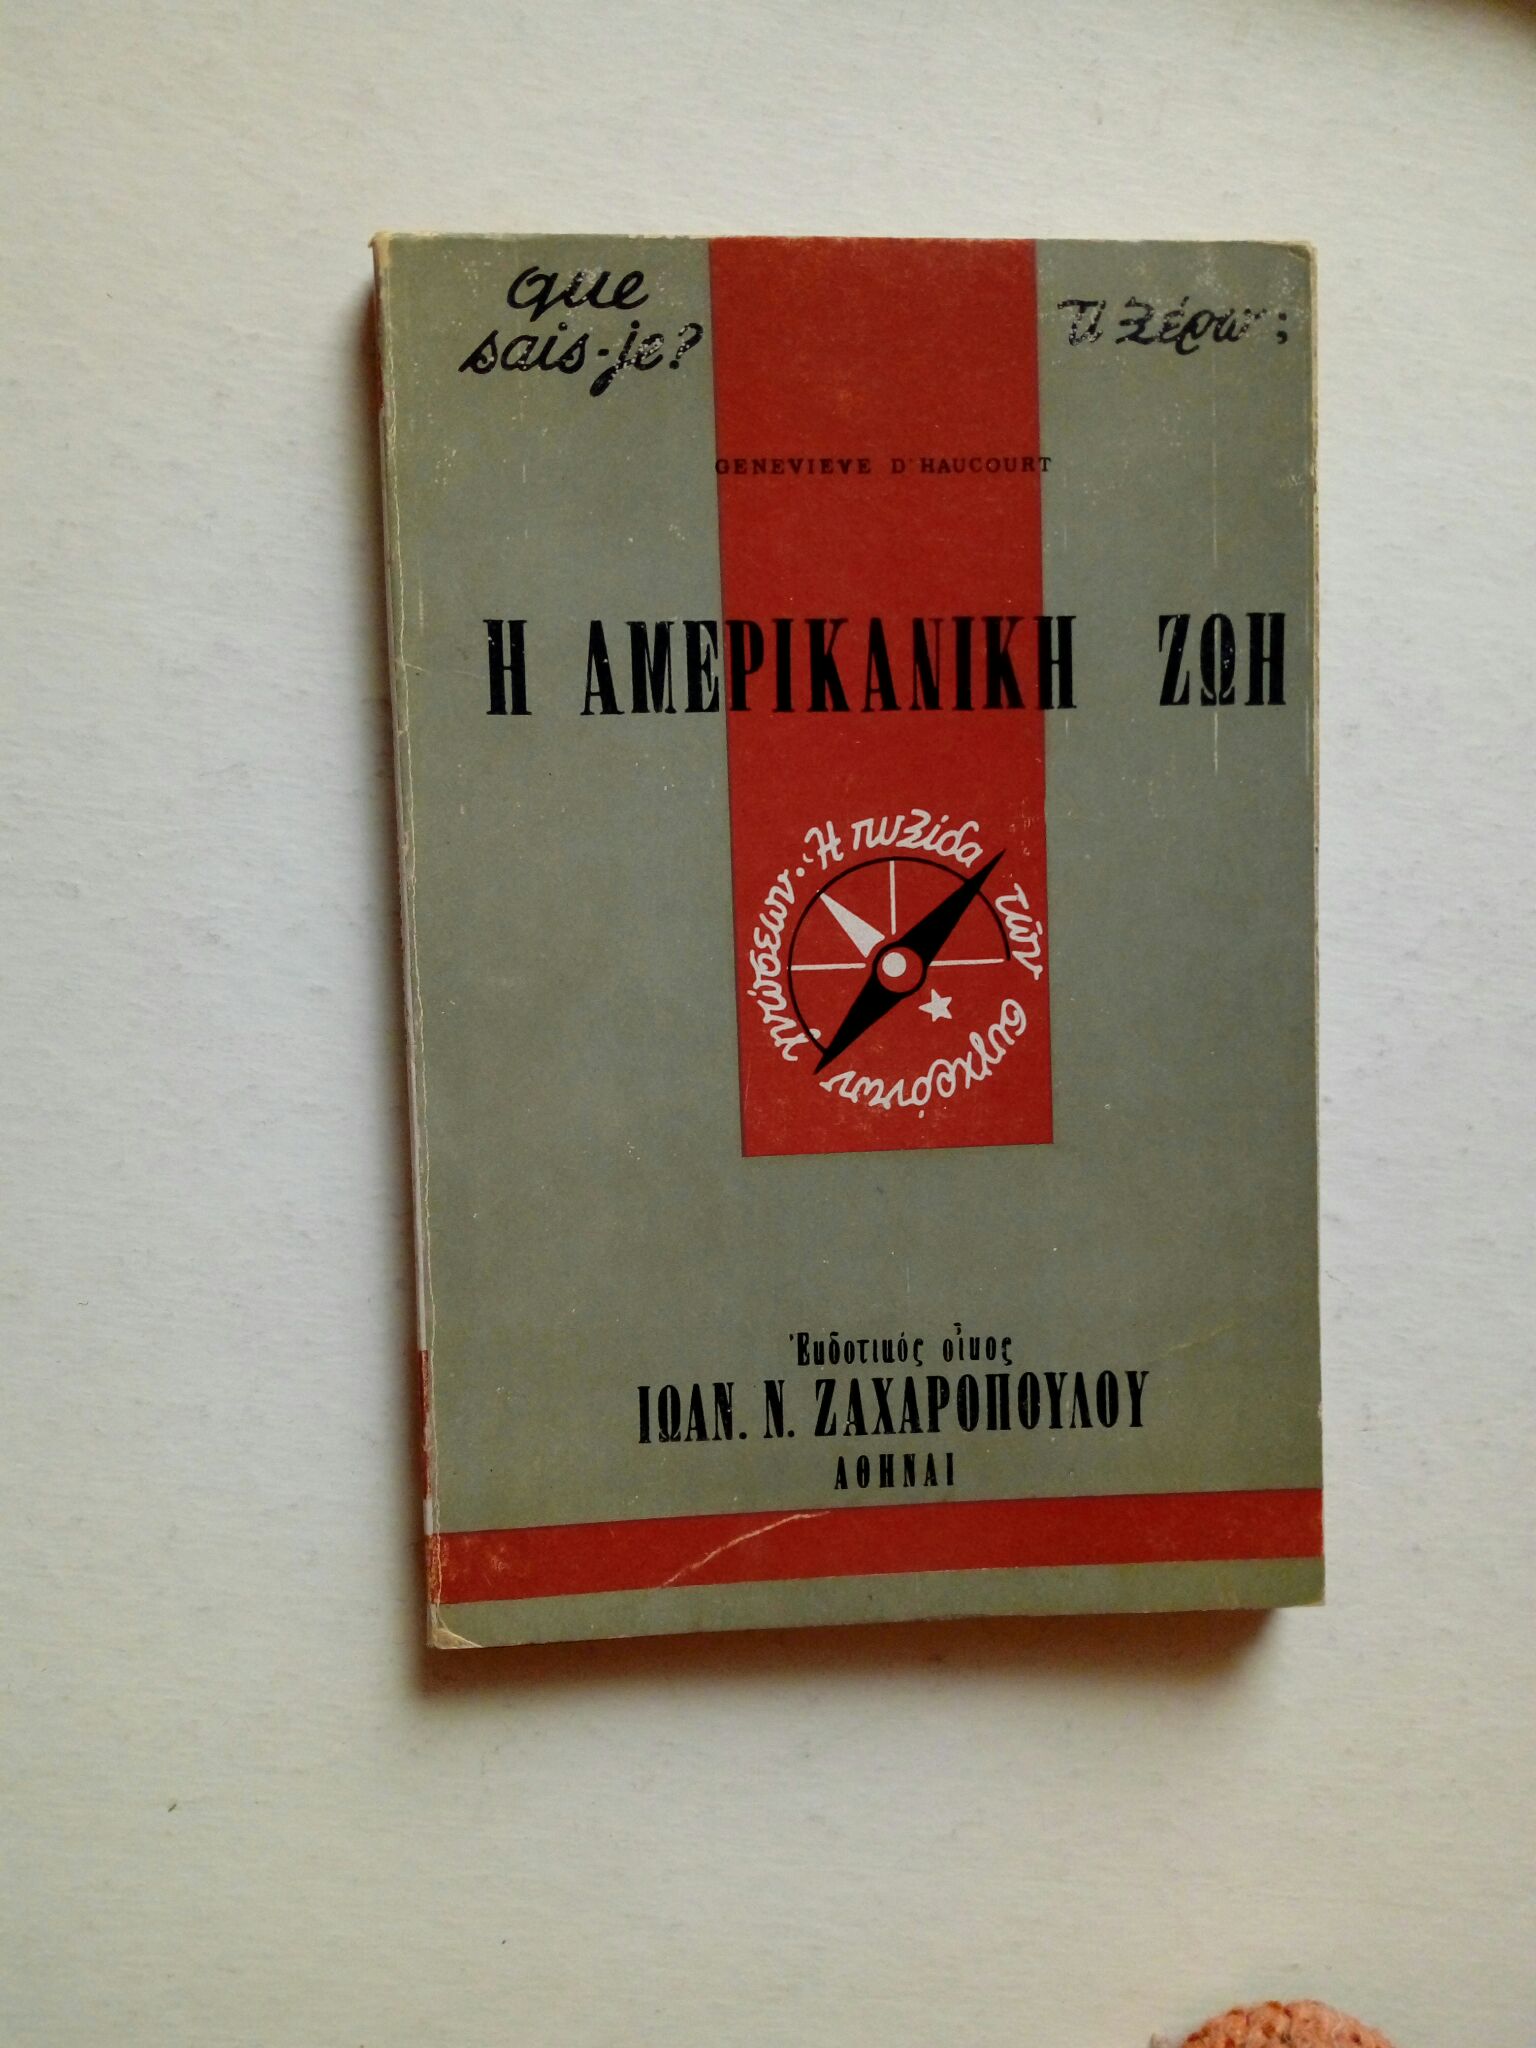 que
sais-je?
τί ξέρω;
GENEVIEVE D'HAUCOURT
Η ΑΜΕΡΙΚΑΝΙΚΗ ΖΩΗ
Ἡ πυξίδα τῶν συγχρόνων γνώσεων.
Ἐκδοτικός οἶκος
ΙΩΑΝ. Ν. ΖΑΧΑΡΟΠΟΥΛΟΥ
ΑΘΗΝΑΙ